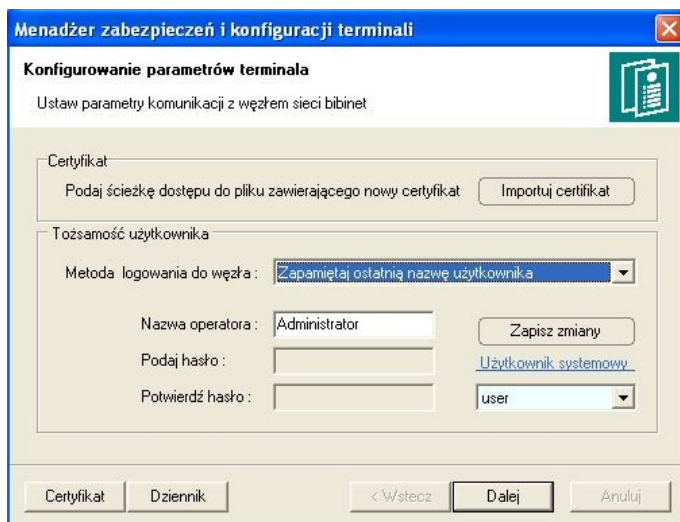 Menadżer zabezpieczeń i konfiguracji terminali
Konfigurowanie parametrów terminala
Ustaw parametry komunikacji z węzłem sieci bibinet
Certyfikat
Podaj ścieżkę dostępu do pliku zawierającego nowy certyfikat
Importuj certifikat
Tożsamość użytkownika
Metoda logowania do węzła :
Zapamiętaj ostatnią nazwę użytkownika
Nazwa operatora :
Administrator
Zapisz zmiany
Podaj hasło :
Użytkownik systemowy
Potwierdź hasło :
user
Certyfikat
Dziennik
< Wstecz
Dalej
Anuluj